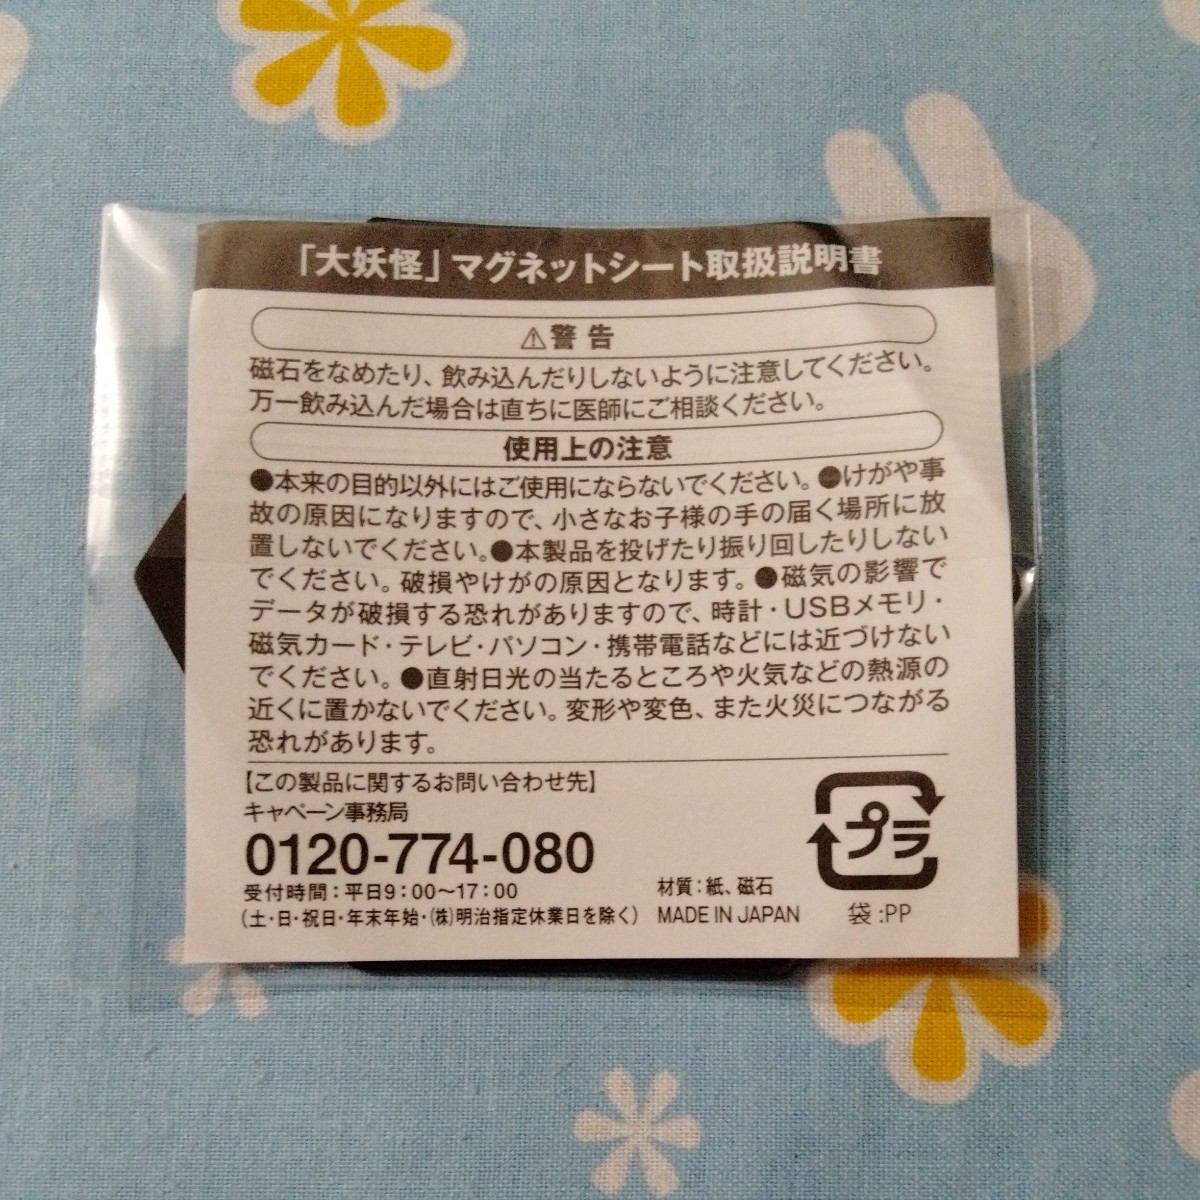 「大妖怪」マグネットシート取扱説明書
⚠警告
磁石をなめたり、飲み込んだりしないように注意してください。
万一飲み込んだ場合は直ちに医師にご相談ください。
使用上の注意
●本来の目的以外にはご使用にならないでください。●けがや事
故の原因になりますので、小さなお子様の手の届く場所に放
置しないでください。●本製品を投げたり振り回したりしない
でください。破損やけがの原因となります。●磁気の影響で
データが破損する恐れがありますので、時計・USBメモリ・
磁気カード・テレビ・パソコン・携帯電話などには近づけない
でください。●直射日光の当たるところや火気などの熱源の
近くに置かないでください。変形や変色、また火災につながる
恐れがあります。
【この製品に関するお問い合わせ先】
キャペーン事務局
0120-774-080
受付時間：平日9：00〜17：00
（土・日・祝日・年末年始・㈱明治指定休業日を除く）
材質：紙、磁石
MADE IN JAPAN
プラ
袋：PP